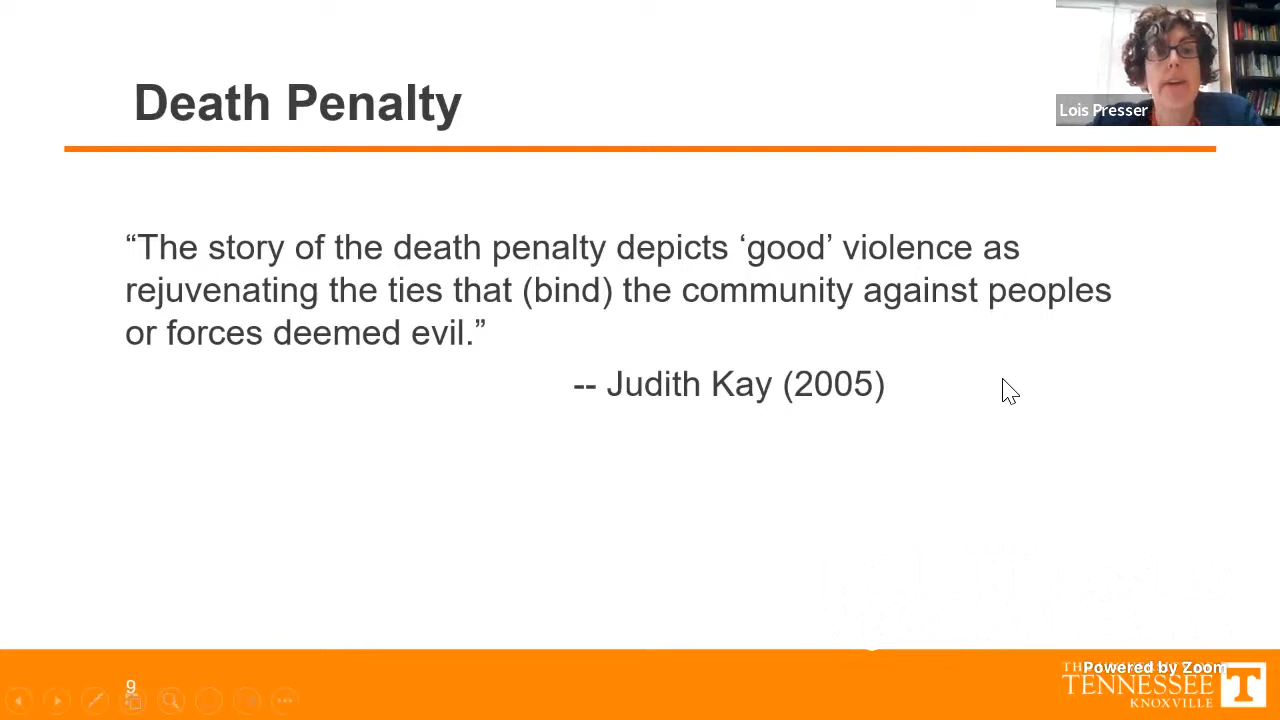 Death Penalty
Lois Presser
“The story of the death penalty depicts ‘good’ violence as
rejuvenating the ties that (bind) the community against peoples
or forces deemed evil.”
-- Judith Kay (2005)
9
Powered by Zoom
TENNESSEE
KNOXVILLE
T